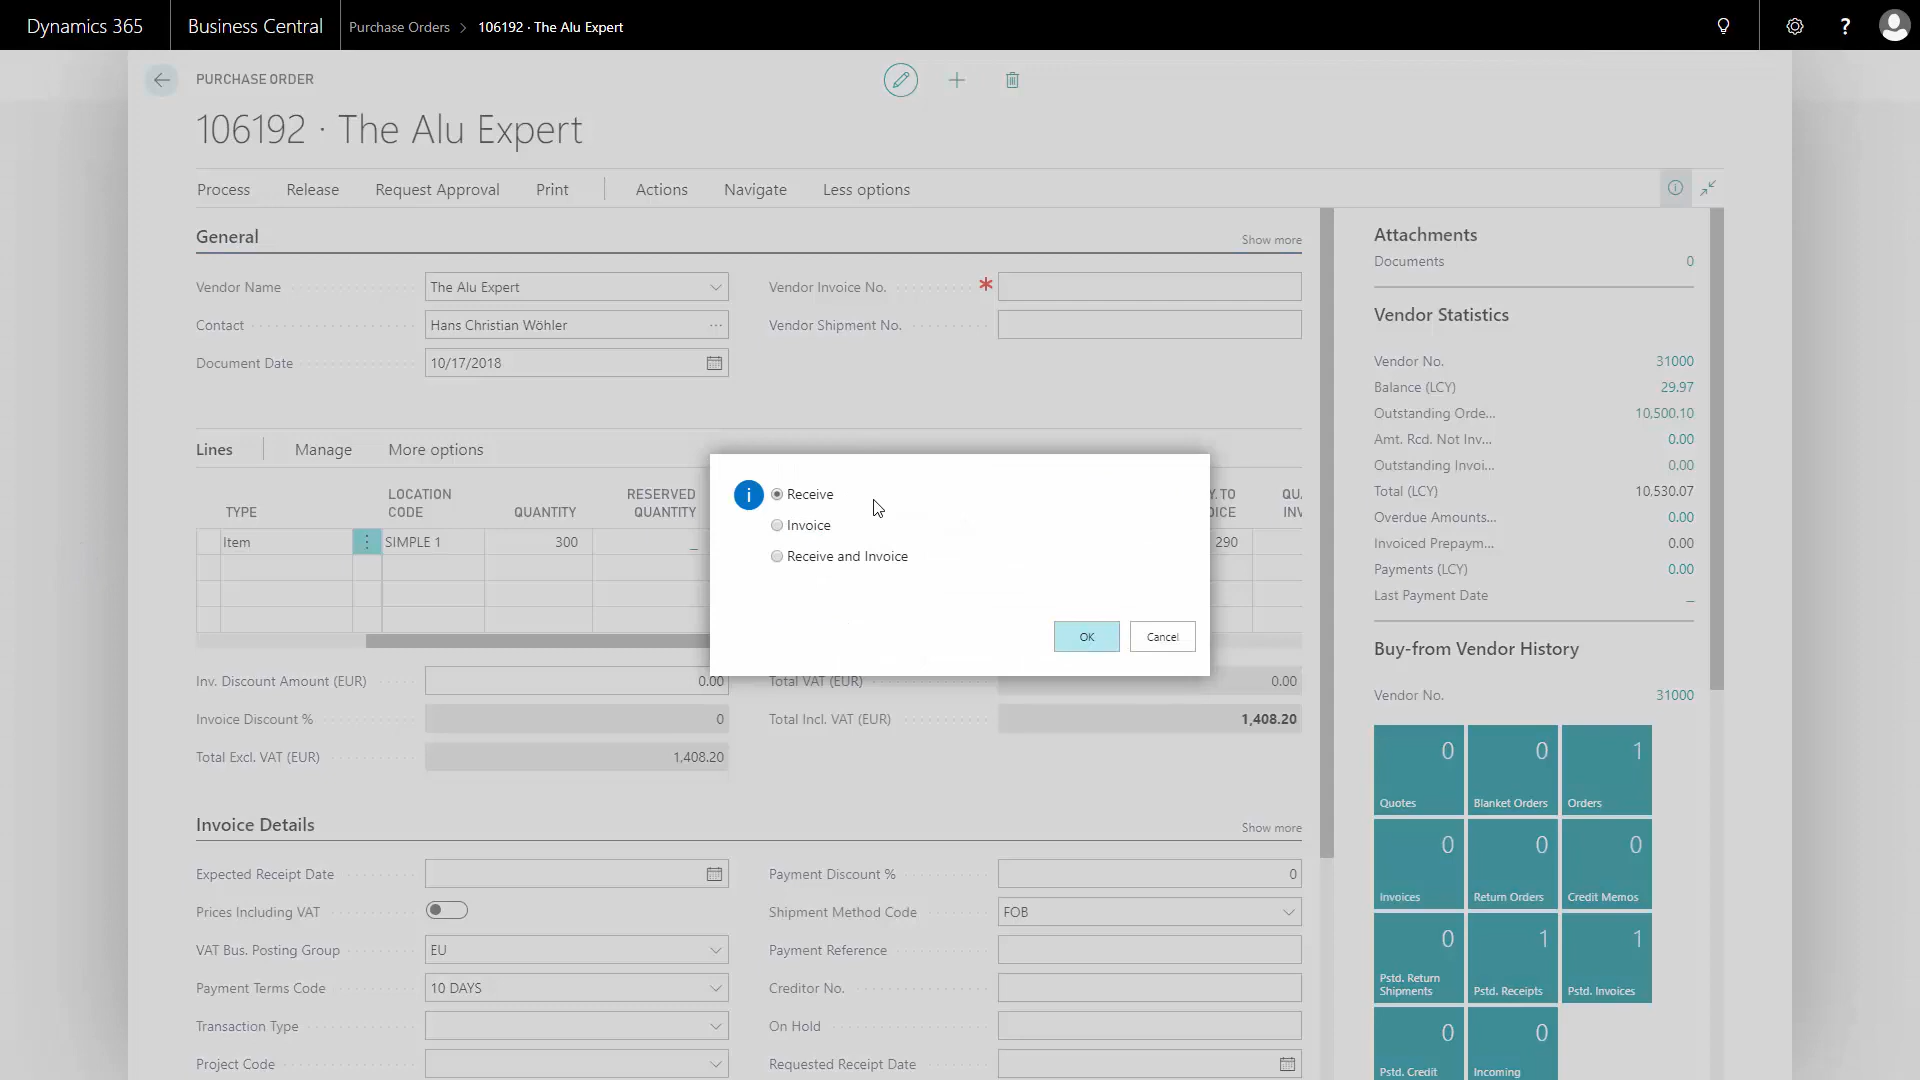 Dynamics 365
Business Central
Purchase Orders > 106192 · The Alu Expert
?
PURCHASE ORDER
106192 · The Alu Expert
Process Release Request Approval Print Actions Navigate Less options
General
Show more
Vendor Name The Alu Expert
Contact Hans Christian Wöhler
Document Date 10/17/2018
Vendor Invoice No. *
Vendor Shipment No.
Lines Manage More options
TYPE
LOCATION
CODE
QUANTITY
RESERVED
QUANTITY
Y. TO
OICE
QU
INV
Item SIMPLE 1 300 _ 290
i
Receive
Invoice
Receive and Invoice
OK Cancel
Inv. Discount Amount (EUR) 0.00
Invoice Discount % 0
Total Excl. VAT (EUR) 1,408.20
Total VAT (EUR) 0.00
Total Incl. VAT (EUR) 1,408.20
Invoice Details
Show more
Expected Receipt Date
Prices Including VAT
VAT Bus. Posting Group EU
Payment Terms Code 10 DAYS
Transaction Type
Project Code
Payment Discount % 0
Shipment Method Code FOB
Payment Reference
Creditor No.
On Hold
Requested Receipt Date
Attachments
Documents 0
Vendor Statistics
Vendor No. 31000
Balance (LCY) 29.97
Outstanding Orde... 10,500.10
Amt. Rcd. Not Inv... 0.00
Outstanding Invoi... 0.00
Total (LCY) 10,530.07
Overdue Amounts... 0.00
Invoiced Prepaym... 0.00
Payments (LCY) 0.00
Last Payment Date _
Buy-from Vendor History
Vendor No. 31000
0 Quotes
0 Blanket Orders
1 Orders
0 Invoices
0 Return Orders
0 Credit Memos
0 Pstd. Return
Shipments
1 Pstd. Receipts
1 Pstd. Invoices
0 Pstd. Credit
0 Incoming